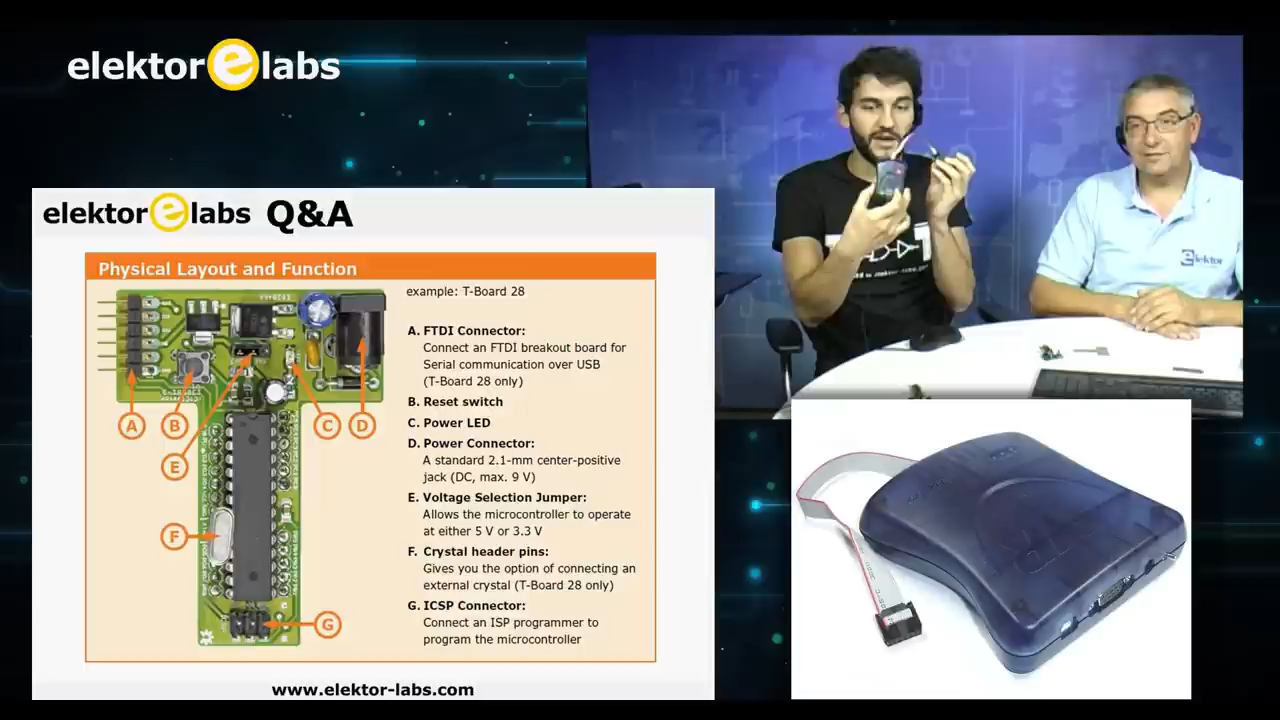 elektor e labs
elektor e labs Q&A
Physical Layout and Function
example: T-Board 28
A. FTDI Connector:
Connect an FTDI breakout board for
Serial communication over USB
(T-Board 28 only)
B. Reset switch
C. Power LED
D. Power Connector:
A standard 2.1-mm center-positive
jack (DC, max. 9 V)
E. Voltage Selection Jumper:
Allows the microcontroller to operate
at either 5 V or 3.3 V
F. Crystal header pins:
Gives you the option of connecting an
external crystal (T-Board 28 only)
G. ICSP Connector:
Connect an ISP programmer to
program the microcontroller
A
B
C
D
E
F
G
www.elektor-labs.com
elektor